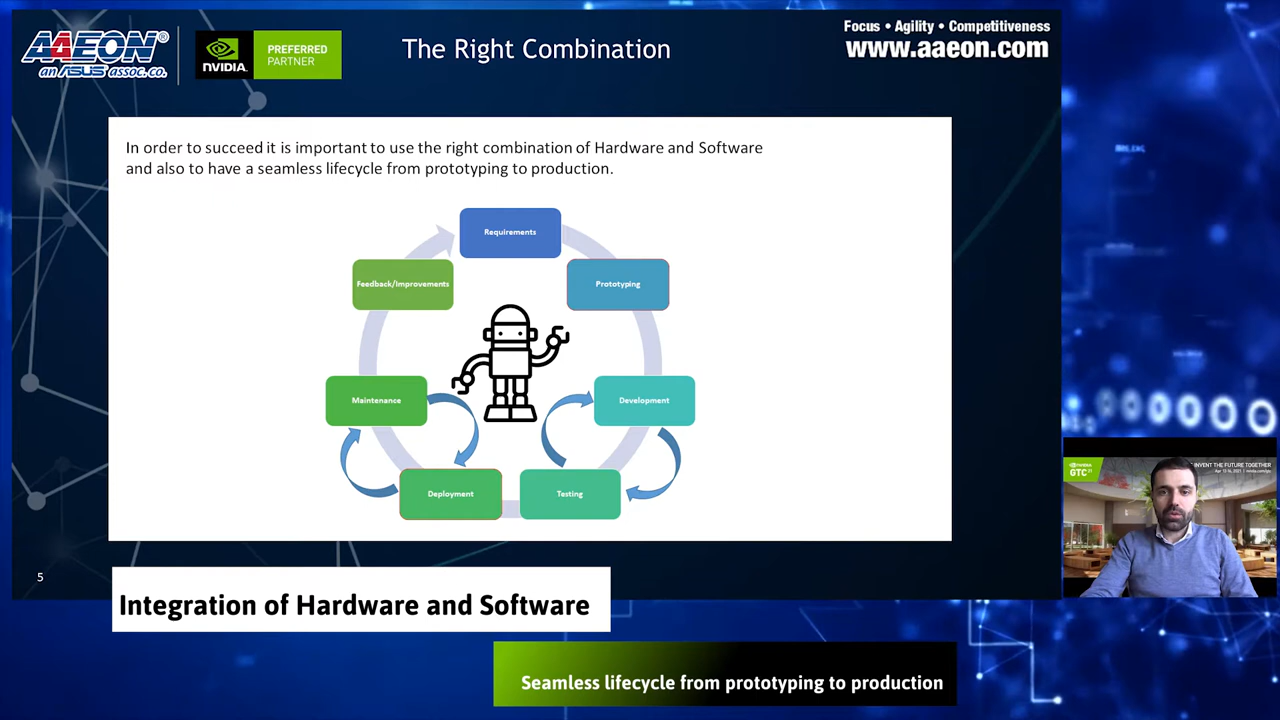 AAEON®
an ASUS assoc. co.
NVIDIA.
PREFERRED
PARTNER
The Right Combination
Focus • Agility • Competitiveness
www.aaeon.com
In order to succeed it is important to use the right combination of Hardware and Software
and also to have a seamless lifecycle from prototyping to production.
Requirements
Feedback/Improvements
Prototyping
Maintenance
Development
Deployment
Testing
5
NVIDIA
GTC
INVENT THE FUTURE TOGETHER
Integration of Hardware and Software
Seamless lifecycle from prototyping to production